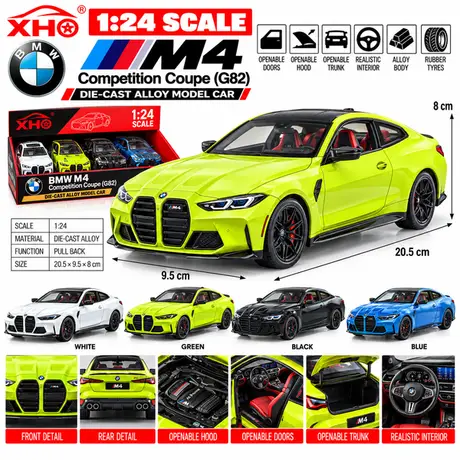 XHO®
1:24 SCALE
BMW
M4
Competition Coupe (G82)
DIE-CAST ALLOY MODEL CAR
OPENABLE
DOORS
OPENABLE
HOOD
OPENABLE
TRUNK
REALISTIC
INTERIOR
ALLOY
BODY
RUBBER
TYRES
XHO
1:24
SCALE
BMW M4
Competition Coupe (G82)
DIE-CAST ALLOY MODEL CAR
SCALE 1:24
MATERIAL DIE-CAST ALLOY
FUNCTION PULL BACK
SIZE 20.5 × 9.5 × 8 cm
M4
8 cm
9.5 cm
20.5 cm
WHITE
GREEN
BLACK
BLUE
M4
FRONT DETAIL
REAR DETAIL
OPENABLE HOOD
OPENABLE DOORS
OPENABLE TRUNK
REALISTIC INTERIOR